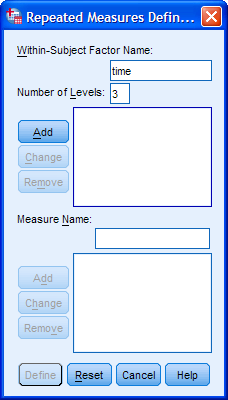 Repeated Measures Defin...
Within-Subject Factor Name:
time
Number of Levels: 3
Add
Change
Remove
Measure Name:
Add
Change
Remove
Define Reset Cancel Help